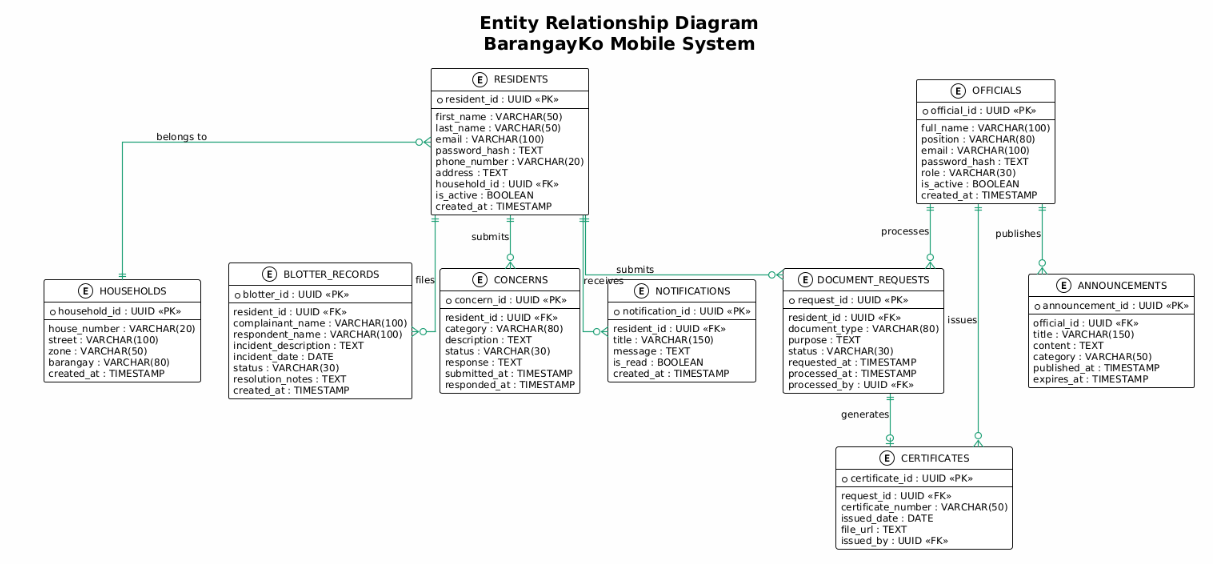 Entity Relationship Diagram
BarangayKo Mobile System
E RESIDENTS
resident_id : UUID «PK»
first_name : VARCHAR(50)
last_name : VARCHAR(50)
email : VARCHAR(100)
password_hash : TEXT
phone_number : VARCHAR(20)
address : TEXT
household_id : UUID «FK»
is_active : BOOLEAN
created_at : TIMESTAMP
E OFFICIALS
official_id : UUID «PK»
full_name : VARCHAR(100)
position : VARCHAR(80)
email : VARCHAR(100)
password_hash : TEXT
role : VARCHAR(30)
is_active : BOOLEAN
created_at : TIMESTAMP
belongs to
submits
processes
publishes
files
receives
submits
issues
E HOUSEHOLDS
household_id : UUID «PK»
house_number : VARCHAR(20)
street : VARCHAR(100)
zone : VARCHAR(50)
barangay : VARCHAR(80)
created_at : TIMESTAMP
E BLOTTER_RECORDS
blotter_id : UUID «PK»
resident_id : UUID «FK»
complainant_name : VARCHAR(100)
respondent_name : VARCHAR(100)
incident_description : TEXT
incident_date : DATE
status : VARCHAR(30)
resolution_notes : TEXT
created_at : TIMESTAMP
E CONCERNS
concern_id : UUID «PK»
resident_id : UUID «FK»
category : VARCHAR(80)
description : TEXT
status : VARCHAR(30)
response : TEXT
submitted_at : TIMESTAMP
responded_at : TIMESTAMP
E NOTIFICATIONS
notification_id : UUID «PK»
resident_id : UUID «FK»
title : VARCHAR(150)
message : TEXT
is_read : BOOLEAN
created_at : TIMESTAMP
E DOCUMENT_REQUESTS
request_id : UUID «PK»
resident_id : UUID «FK»
document_type : VARCHAR(80)
purpose : TEXT
status : VARCHAR(30)
requested_at : TIMESTAMP
processed_at : TIMESTAMP
processed_by : UUID «FK»
E ANNOUNCEMENTS
announcement_id : UUID «PK»
official_id : UUID «FK»
title : VARCHAR(150)
content : TEXT
category : VARCHAR(50)
published_at : TIMESTAMP
expires_at : TIMESTAMP
generates
E CERTIFICATES
certificate_id : UUID «PK»
request_id : UUID «FK»
certificate_number : VARCHAR(50)
issued_date : DATE
file_url : TEXT
issued_by : UUID «FK»